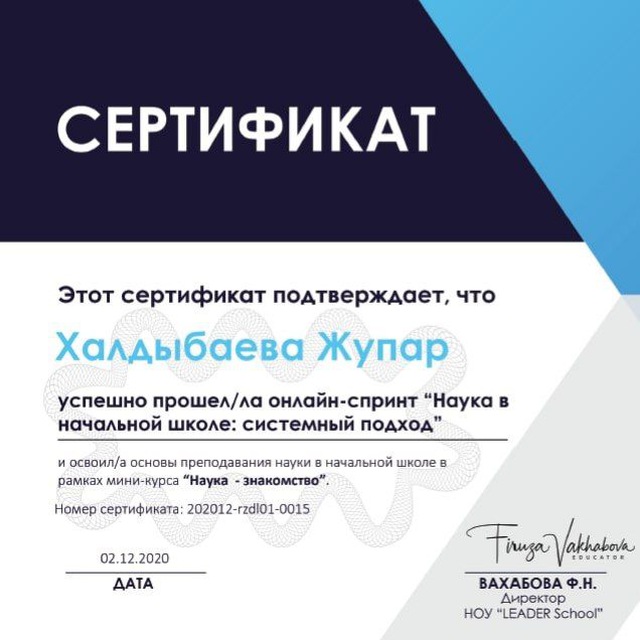 СЕРТИФИКАТ
Этот сертификат подтверждает, что
Халдыбаева Жупар
успешно прошел/ла онлайн-спринт “Наука в
начальной школе: системный подход”
и освоил/а основы преподавания науки в начальной школе в
рамках мини-курса “Наука - знакомство”.
Номер сертификата: 202012-rzdl01-0015
02.12.2020
ДАТА
Firuza Vakhabova
EDUCATOR
ВАХАБОВА Ф.Н.
Директор
НОУ “LEADER School”